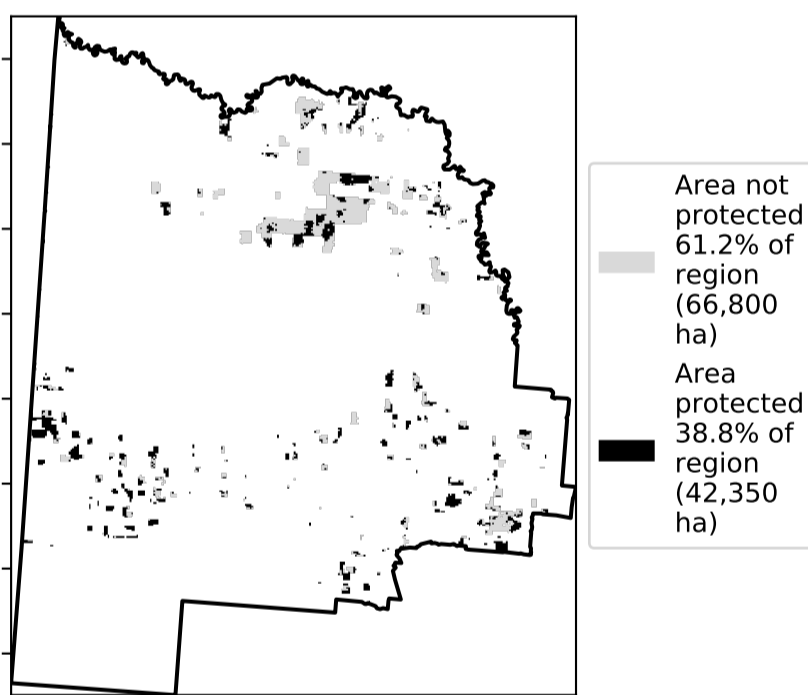 Area not
protected
61.2% of
region
(66,800
ha)
Area
protected
38.8% of
region
(42,350
ha)